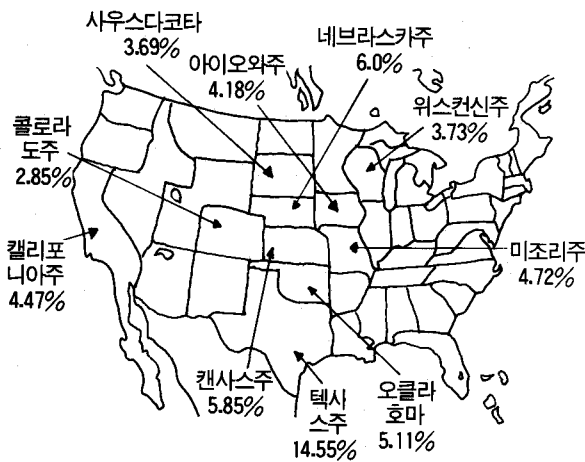 사우스다코타
3.69%
아이오와주
4.18%
네브라스카주
6.0%
위스컨신주
3.73%
콜로라
도주
2.85%
캘리포
니아주
4.47%
미조리주
4.72%
캔사스주
5.85%
텍사
스주
14.55%
오클라
호마
5.11%